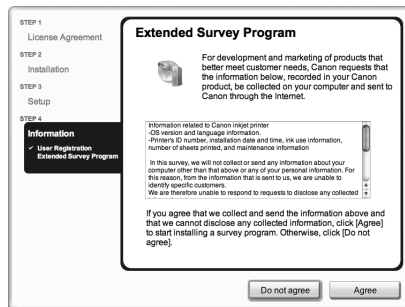 STEP 1
License Agreement
STEP 2
Installation
STEP 3
Setup
STEP 4
Information
✓ User Registration
Extended Survey Program
Extended Survey Program
For development and marketing of products that
better meet customer needs, Canon requests that
the information below, recorded in your Canon
product, be collected on your computer and sent to
Canon through the Internet.
Information related to Canon inkjet printer
-OS version and language information.
-Printer's ID number, installation date and time, ink use information,
number of sheets printed, and maintenance information
In this survey, we will not collect or send any information about your
computer other than that above or any of your personal information. For
this reason, from the information that is sent to us, we are unable to
identify specific customers.
We are therefore unable to respond to requests to disclose any collected
If you agree that we collect and send the information above and
that we cannot disclose any collected information, click [Agree]
to start installing a survey program. Otherwise, click [Do not
agree].
Do not agree
Agree